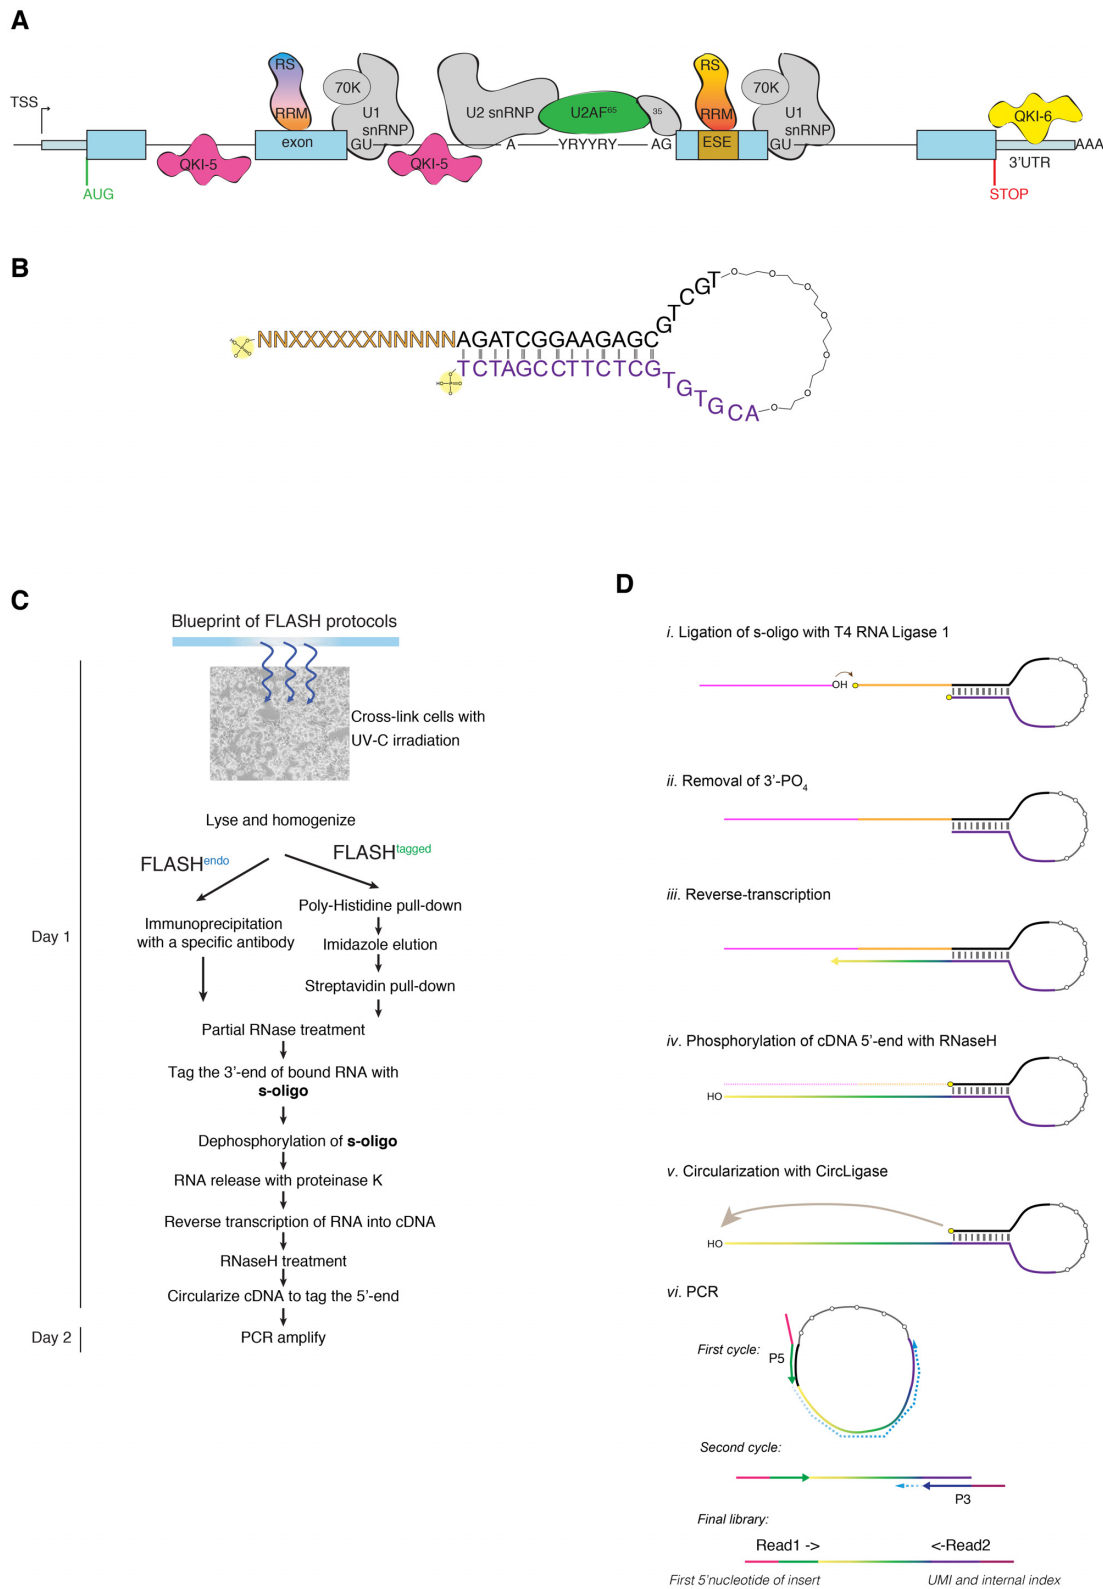 A
RS
RRM
70K
U1
snRNP
U2 snRNP
U2AF65
35
RS
RRM
70K
U1
snRNP
QKI-6
TSS
exon
GU
A
YRYYRY
AG
ESE
GU
AAA
QKI-5
QKI-5
3'UTR
AUG
STOP
B
NNXXXXXXNNNNNAGATCGGAAGAGCGTCGT
TCTAGCCTTCTCGTGTGCA
C
Blueprint of FLASH protocols
Cross-link cells with
UV-C irradiation
Lyse and homogenize
FLASHendo
FLASHtagged
Immunoprecipitation
with a specific antibody
Poly-Histidine pull-down
Imidazole elution
Streptavidin pull-down
Day 1
Partial RNase treatment
Tag the 3'-end of bound RNA with
s-oligo
Dephosphorylation of s-oligo
RNA release with proteinase K
Reverse transcription of RNA into cDNA
RNaseH treatment
Circularize cDNA to tag the 5'-end
Day 2
PCR amplify
D
i. Ligation of s-oligo with T4 RNA Ligase 1
OH
ii. Removal of 3'-PO4
iii. Reverse-transcription
iv. Phosphorylation of cDNA 5'-end with RNaseH
HO
v. Circularization with CircLigase
HO
vi. PCR
First cycle:
P5
Second cycle:
P3
Final library:
Read1 -> <-Read2
First 5'nucleotide of insert UMI and internal index